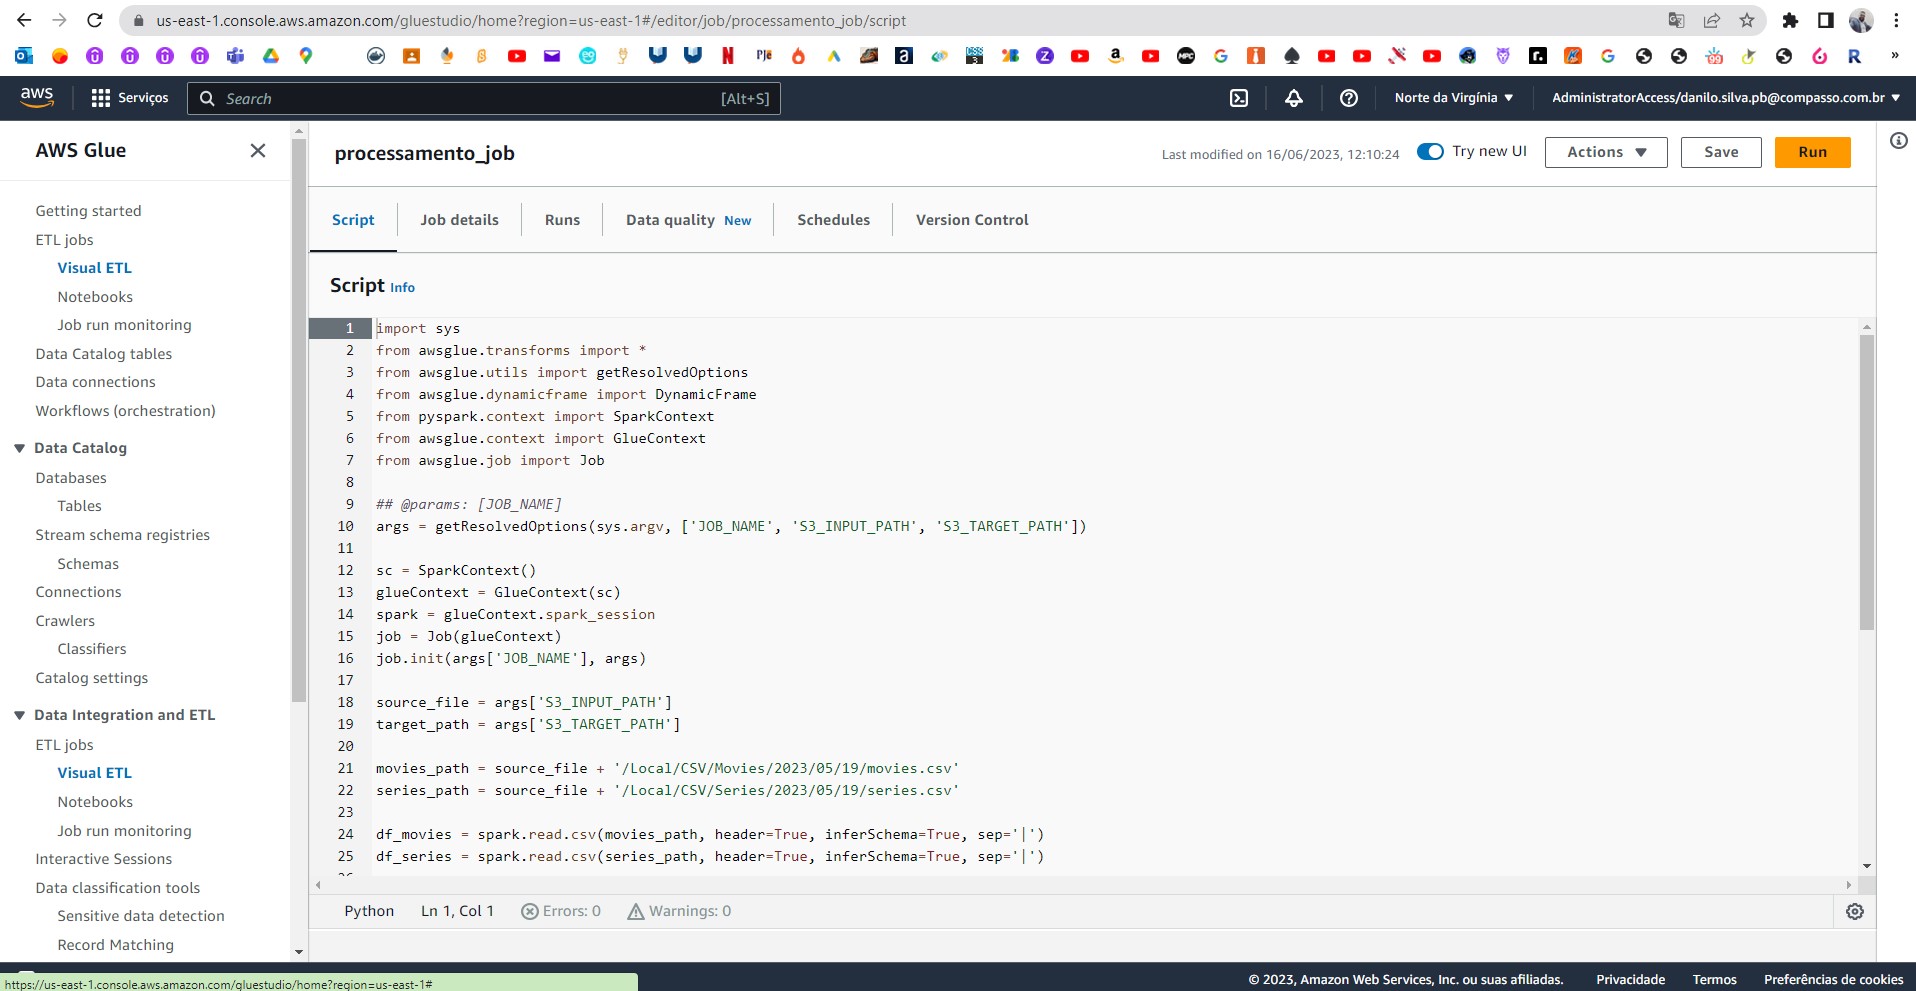 us-east-1.console.aws.amazon.com/gluestudio/home?region=us-east-1#/editor/job/processamento_job/script
aws
Serviços
Search
[Alt+S]
Norte da Virgínia ▼
AdministratorAccess/danilo.silva.pb@compasso.com.br ▼
AWS Glue
Getting started
ETL jobs
Visual ETL
Notebooks
Job run monitoring
Data Catalog tables
Data connections
Workflows (orchestration)
Data Catalog
Databases
Tables
Stream schema registries
Schemas
Connections
Crawlers
Classifiers
Catalog settings
Data Integration and ETL
ETL jobs
Visual ETL
Notebooks
Job run monitoring
Interactive Sessions
Data classification tools
Sensitive data detection
Record Matching
processamento_job
Last modified on 16/06/2023, 12:10:24
Try new UI
Actions ▼
Save
Run
Script
Job details
Runs
Data quality New
Schedules
Version Control
Script Info
1 import sys
2 from awsglue.transforms import *
3 from awsglue.utils import getResolvedOptions
4 from awsglue.dynamicframe import DynamicFrame
5 from pyspark.context import SparkContext
6 from awsglue.context import GlueContext
7 from awsglue.job import Job
8
9 ## @params: [JOB_NAME]
10 args = getResolvedOptions(sys.argv, ['JOB_NAME', 'S3_INPUT_PATH', 'S3_TARGET_PATH'])
11
12 sc = SparkContext()
13 glueContext = GlueContext(sc)
14 spark = glueContext.spark_session
15 job = Job(glueContext)
16 job.init(args['JOB_NAME'], args)
17
18 source_file = args['S3_INPUT_PATH']
19 target_path = args['S3_TARGET_PATH']
20
21 movies_path = source_file + '/Local/CSV/Movies/2023/05/19/movies.csv'
22 series_path = source_file + '/Local/CSV/Series/2023/05/19/series.csv'
23
24 df_movies = spark.read.csv(movies_path, header=True, inferSchema=True, sep='|')
25 df_series = spark.read.csv(series_path, header=True, inferSchema=True, sep='|')
Python
Ln 1, Col 1
Errors: 0
Warnings: 0
https://us-east-1.console.aws.amazon.com/gluestudio/home?region=us-east-1#
© 2023, Amazon Web Services, Inc. ou suas afiliadas.
Privacidade
Termos
Preferências de cookies